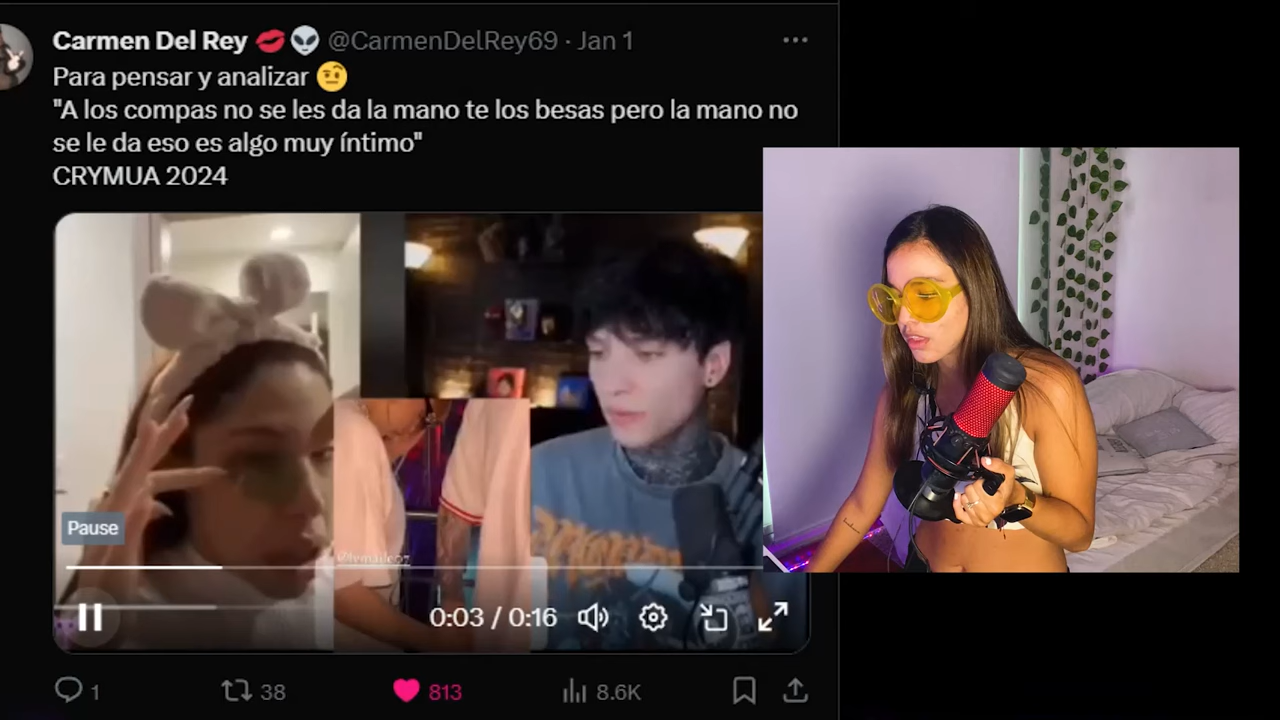 Carmen Del Rey 💋👽 @CarmenDelRey69 · Jan 1
Para pensar y analizar 🤨
"A los compas no se les da la mano te los besas pero la mano no
se le da eso es algo muy íntimo"
CRYMUA 2024
Pause
0:03 / 0:16
1
38
813
8.6K